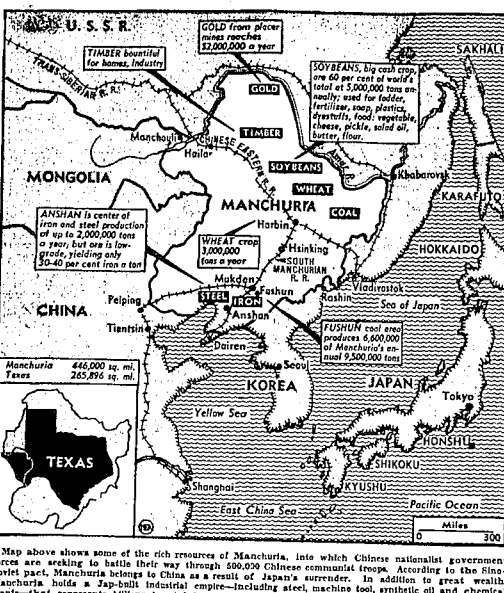 U.S.S.R.
GOLD from placer
mines reaches
$2,000,000 a year
TIMBER bountiful
for homes, industry
SOYBEANS, big cash crop,
are 60 per cent of world's
total at 5,000,000 tons an-
nually; used for fodder,
fertilizer, soap, plastics,
dyestuffs, food: vegetable,
cheese, pickle, salad oil,
butter, flour.
SAKHALI
TRANS-SIBERIAN R.R.
GOLD
TIMBER
Manchouli
CHINESE EASTERN R.R.
Hailar
SOYBEANS
Amur R.
MONGOLIA
WHEAT
Khabarovsk
KARAFUTO
MANCHURIA
COAL
ANSHAN is center of
iron and steel production
of up to 2,000,000 tons
a year, but ore is low-
grade, yielding only
30-40 per cent iron a ton
Harbin
WHEAT crop
3,000,000
tons a year
Hsinking
SOUTH
MANCHURIAN
R.R.
HOKKAIDO
Mukden
Fushun
Rashin
Vladivostok
Sea of Japan
CHINA
Peiping
STEEL
IRON
Anshan
Tientsin
Dairen
FUSHUN coal area
produces 6,600,000
of Manchuria's an-
nual 9,500,000 tons
Seoul
KOREA
JAPAN
Tokyo
Manchuria 446,000 sq. mi.
Texas 265,896 sq. mi.
Yellow Sea
HONSHU
TEXAS
SHIKOKU
KYUSHU
Shanghai
East China Sea
Pacific Ocean
Miles
0 300
Map above shows some of the rich resources of Manchuria, into which Chinese nationalist government
rces are seeking to battle their way through 500,000 Chinese communist troops. According to the Sino-
oviet pact, Manchuria belongs to China as a result of Japan's surrender. In addition to great wealth
anchuria holds a Jap-built industrial empire—including steel, machine tool, synthetic oil and chemic